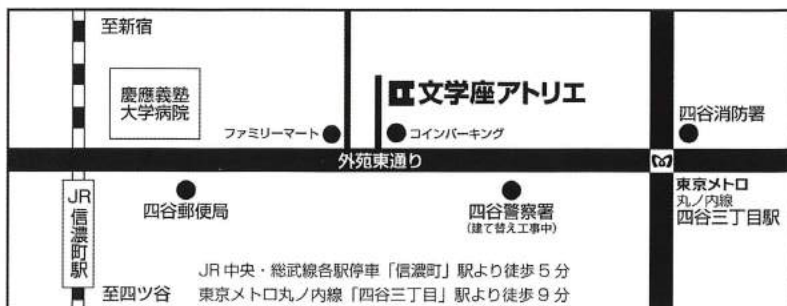 至新宿
慶應義塾
大学病院
ファミリーマート
文学座アトリエ
コインパーキング
四谷消防署
外苑東通り
東京メトロ
丸ノ内線
四谷三丁目駅
JR
信濃町駅
四谷郵便局
四谷警察署
(建て替え工事中)
至四ツ谷
JR中央・総武線各駅停車「信濃町」駅より徒歩5分
東京メトロ丸ノ内線「四谷三丁目」駅より徒歩9分